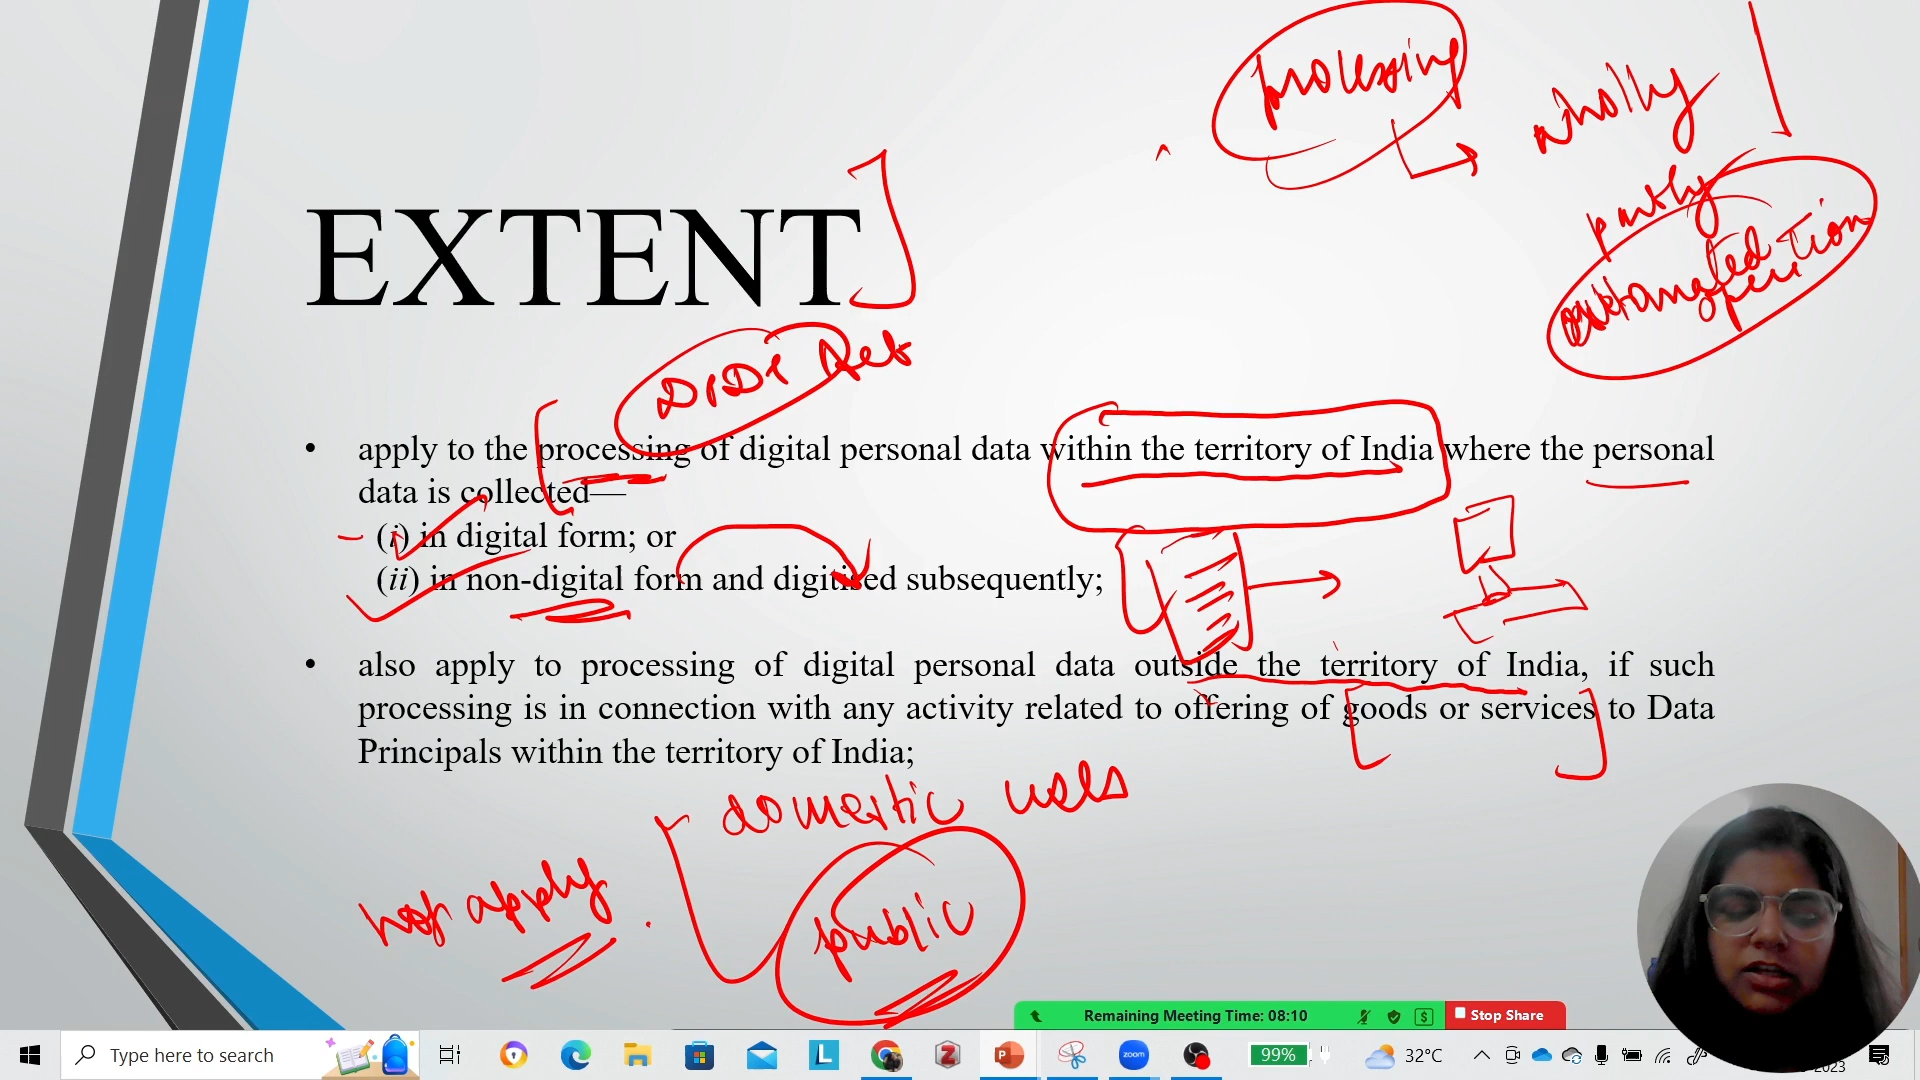 processing
wholly
partly
automated
operation
EXTENT
DPDP Act
• apply to the processing of digital personal data within the territory of India where the personal
data is collected—
(i) in digital form; or
(ii) in non-digital form and digitised subsequently;
• also apply to processing of digital personal data outside the territory of India, if such
processing is in connection with any activity related to offering of goods or services to Data
Principals within the territory of India;
domestic uses
not apply
public
Remaining Meeting Time: 08:10
Stop Share
Type here to search
L
Z
zoom
99%
32°C
2023